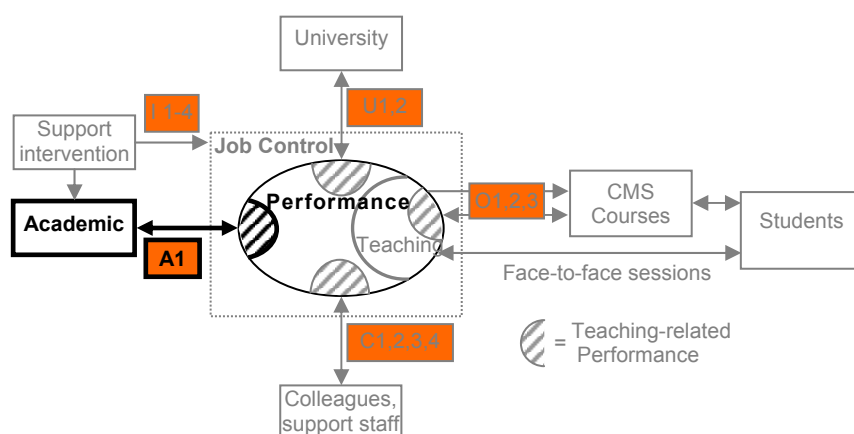 University
I 1-4
U1,2
Support
intervention
Job Control
Performance
Academic
A1
Teaching
O1,2,3
CMS
Courses
Students
Face-to-face sessions
C1,2,3,4
= Teaching-related
Performance
Colleagues,
support staff